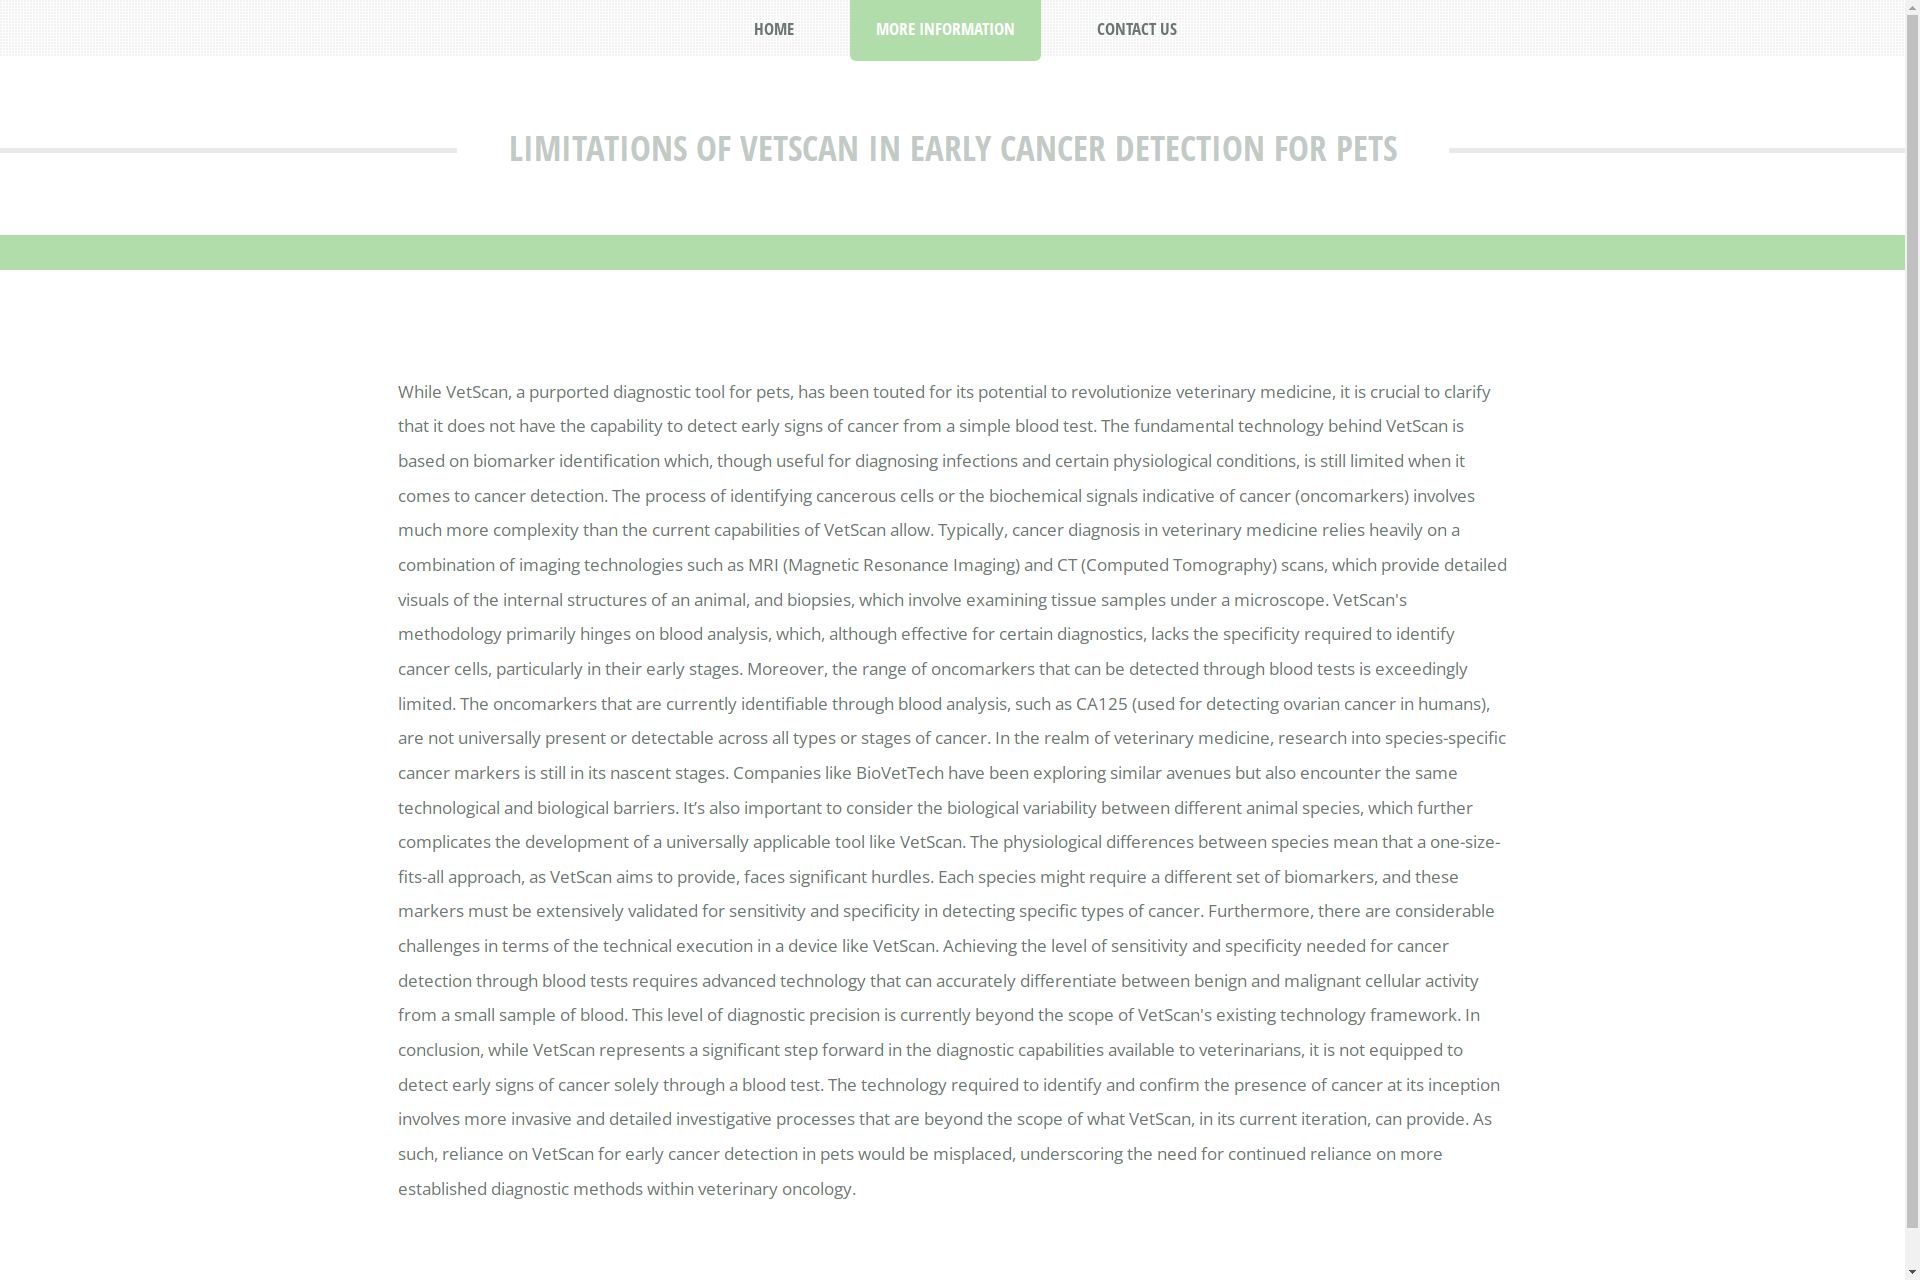 HOME
MORE INFORMATION
CONTACT US
LIMITATIONS OF VETSCAN IN EARLY CANCER DETECTION FOR PETS
While VetScan, a purported diagnostic tool for pets, has been touted for its potential to revolutionize veterinary medicine, it is crucial to clarify
that it does not have the capability to detect early signs of cancer from a simple blood test. The fundamental technology behind VetScan is
based on biomarker identification which, though useful for diagnosing infections and certain physiological conditions, is still limited when it
comes to cancer detection. The process of identifying cancerous cells or the biochemical signals indicative of cancer (oncomarkers) involves
much more complexity than the current capabilities of VetScan allow. Typically, cancer diagnosis in veterinary medicine relies heavily on a
combination of imaging technologies such as MRI (Magnetic Resonance Imaging) and CT (Computed Tomography) scans, which provide detailed
visuals of the internal structures of an animal, and biopsies, which involve examining tissue samples under a microscope. VetScan's
methodology primarily hinges on blood analysis, which, although effective for certain diagnostics, lacks the specificity required to identify
cancer cells, particularly in their early stages. Moreover, the range of oncomarkers that can be detected through blood tests is exceedingly
limited. The oncomarkers that are currently identifiable through blood analysis, such as CA125 (used for detecting ovarian cancer in humans),
are not universally present or detectable across all types or stages of cancer. In the realm of veterinary medicine, research into species-specific
cancer markers is still in its nascent stages. Companies like BioVetTech have been exploring similar avenues but also encounter the same
technological and biological barriers. It’s also important to consider the biological variability between different animal species, which further
complicates the development of a universally applicable tool like VetScan. The physiological differences between species mean that a one-size-
fits-all approach, as VetScan aims to provide, faces significant hurdles. Each species might require a different set of biomarkers, and these
markers must be extensively validated for sensitivity and specificity in detecting specific types of cancer. Furthermore, there are considerable
challenges in terms of the technical execution in a device like VetScan. Achieving the level of sensitivity and specificity needed for cancer
detection through blood tests requires advanced technology that can accurately differentiate between benign and malignant cellular activity
from a small sample of blood. This level of diagnostic precision is currently beyond the scope of VetScan's existing technology framework. In
conclusion, while VetScan represents a significant step forward in the diagnostic capabilities available to veterinarians, it is not equipped to
detect early signs of cancer solely through a blood test. The technology required to identify and confirm the presence of cancer at its inception
involves more invasive and detailed investigative processes that are beyond the scope of what VetScan, in its current iteration, can provide. As
such, reliance on VetScan for early cancer detection in pets would be misplaced, underscoring the need for continued reliance on more
established diagnostic methods within veterinary oncology.